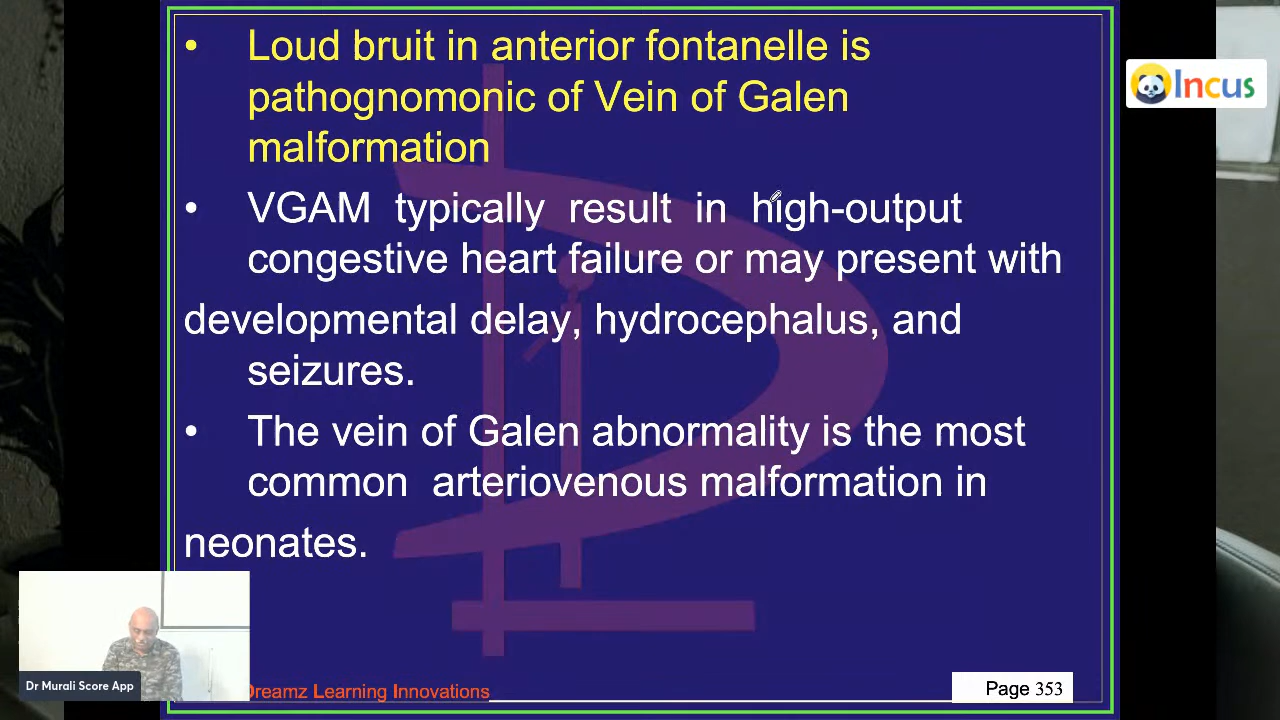 • Loud bruit in anterior fontanelle is
pathognomonic of Vein of Galen
malformation
• VGAM typically result in high-output
congestive heart failure or may present with
developmental delay, hydrocephalus, and
seizures.
• The vein of Galen abnormality is the most
common arteriovenous malformation in
neonates.
Incus
Dr Murali Score App
Dreamz Learning Innovations
Page 353